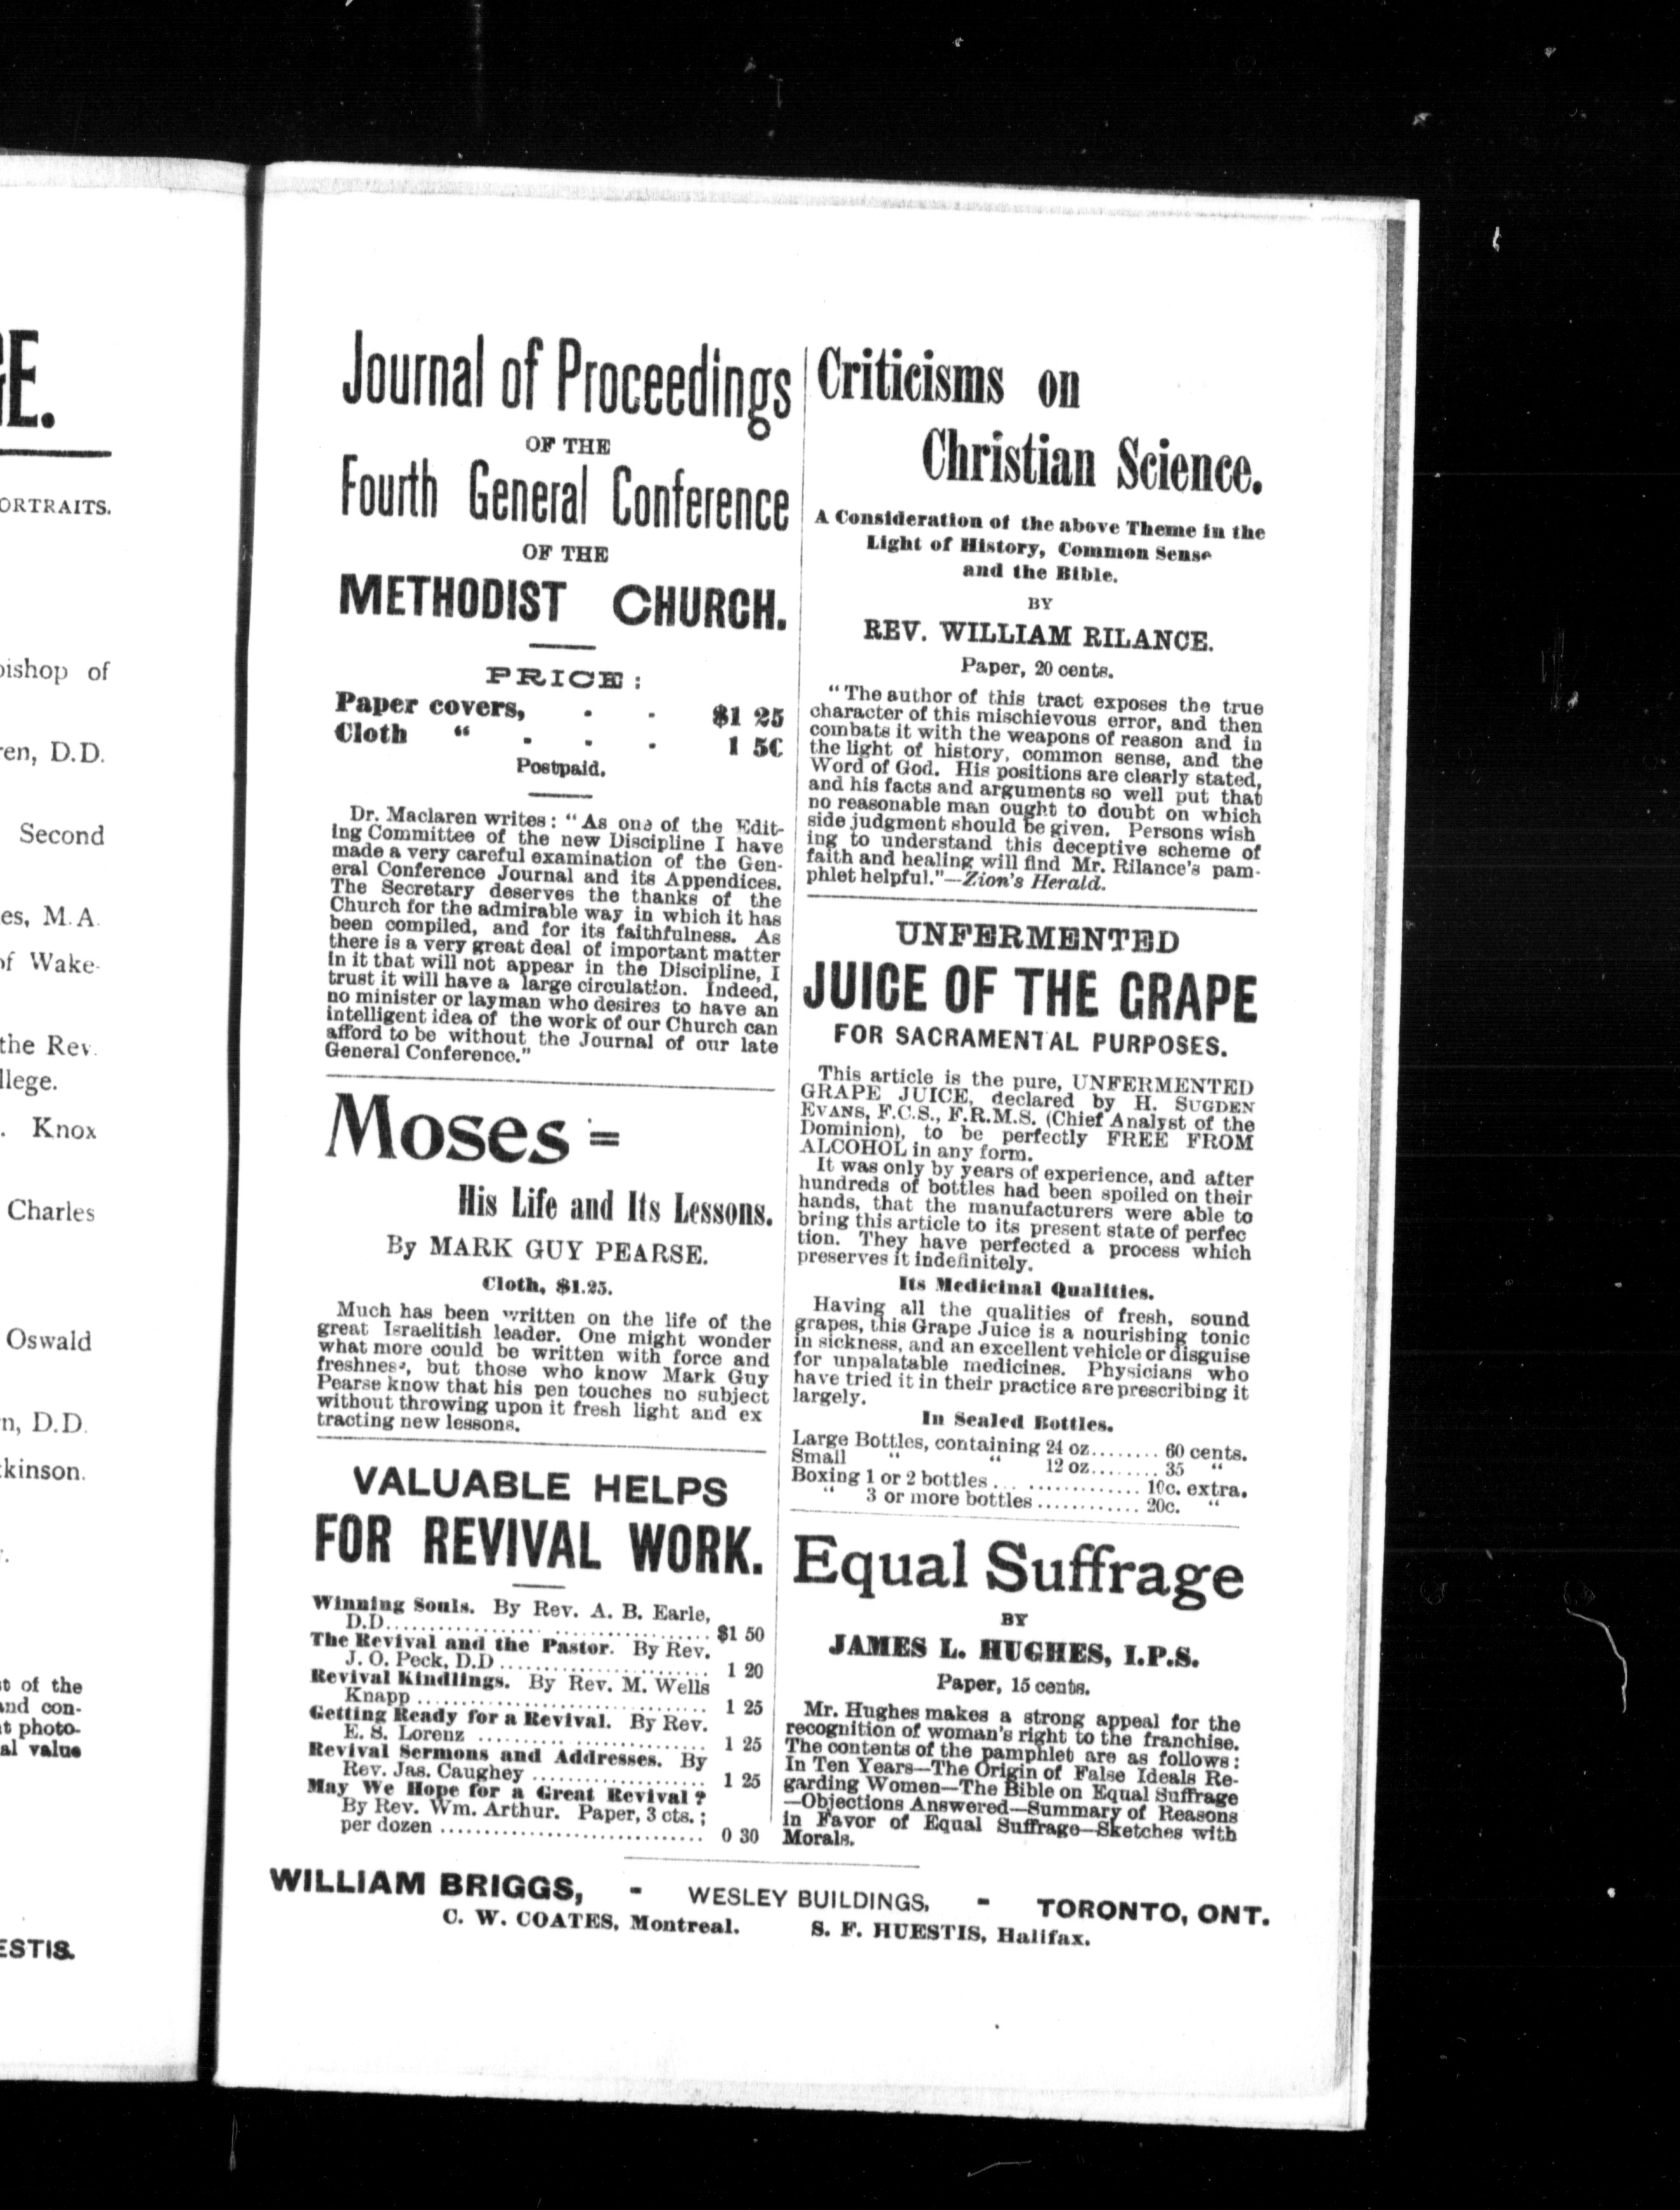 GE.
ORTRAITS.
bishop of
ren, D.D.
Second
es, M.A.
of Wake-
the Rev.
llege.
. Knox
Charles
Oswald
n, D.D.
kinson.
t of the
and con-
t photo-
al value
ESTIS.
Journal of Proceedings
OF THE
Fourth General Conference
OF THE
METHODIST CHURCH.
PRICE:
Paper covers, - - $1 25
Cloth " - - - 1 50
Postpaid.
Dr. Maclaren writes: "As one of the Edit-
ing Committee of the new Discipline I have
made a very careful examination of the Gen-
eral Conference Journal and its Appendices.
The Secretary deserves the thanks of the
Church for the admirable way in which it has
been compiled, and for its faithfulness. As
there is a very great deal of important matter
in it that will not appear in the Discipline, I
trust it will have a large circulation. Indeed,
no minister or layman who desires to have an
intelligent idea of the work of our Church can
afford to be without the Journal of our late
General Conference."
Moses =
His Life and Its Lessons.
By MARK GUY PEARSE.
Cloth, $1.25.
Much has been written on the life of the
great Israelitish leader. One might wonder
what more could be written with force and
freshness, but those who know Mark Guy
Pearse know that his pen touches no subject
without throwing upon it fresh light and ex
tracting new lessons.
VALUABLE HELPS
FOR REVIVAL WORK.
Winning Souls. By Rev. A. B. Earle,
D.D. ........ $1 50
The Revival and the Pastor. By Rev.
J. O. Peck, D.D ........ 1 20
Revival Kindlings. By Rev. M. Wells
Knapp ........ 1 25
Getting Ready for a Revival. By Rev.
E. S. Lorenz ........ 1 25
Revival Sermons and Addresses. By
Rev. Jas. Caughey ........ 1 25
May We Hope for a Great Revival?
By Rev. Wm. Arthur. Paper, 3 cts.;
per dozen ........ 0 30
Criticisms on
Christian Science.
A Consideration of the above Theme in the
Light of History, Common Sense
and the Bible.
BY
REV. WILLIAM RILANCE.
Paper, 20 cents.
"The author of this tract exposes the true
character of this mischievous error, and then
combats it with the weapons of reason and in
the light of history, common sense, and the
Word of God. His positions are clearly stated,
and his facts and arguments so well put that
no reasonable man ought to doubt on which
side judgment should be given. Persons wish
ing to understand this deceptive scheme of
faith and healing will find Mr. Rilance's pam-
phlet helpful."—Zion's Herald.
UNFERMENTED
JUICE OF THE GRAPE
FOR SACRAMENTAL PURPOSES.
This article is the pure, UNFERMENTED
GRAPE JUICE, declared by H. SUGDEN
EVANS, F.C.S., F.R.M.S. (Chief Analyst of the
Dominion), to be perfectly FREE FROM
ALCOHOL in any form.
It was only by years of experience, and after
hundreds of bottles had been spoiled on their
hands, that the manufacturers were able to
bring this article to its present state of perfec
tion. They have perfected a process which
preserves it indefinitely.
Its Medicinal Qualities.
Having all the qualities of fresh, sound
grapes, this Grape Juice is a nourishing tonic
in sickness, and an excellent vehicle or disguise
for unpalatable medicines. Physicians who
have tried it in their practice are prescribing it
largely.
In Sealed Bottles.
Large Bottles, containing 24 oz........ 60 cents.
Small " " 12 oz........ 35 "
Boxing 1 or 2 bottles ........ 10c. extra.
" 3 or more bottles ........ 20c. "
Equal Suffrage
BY
JAMES L. HUGHES, I.P.S.
Paper, 15 cents.
Mr. Hughes makes a strong appeal for the
recognition of woman's right to the franchise.
The contents of the pamphlet are as follows:
In Ten Years—The Origin of False Ideals Re-
garding Women—The Bible on Equal Suffrage
—Objections Answered—Summary of Reasons
in Favor of Equal Suffrage—Sketches with
Morals.
WILLIAM BRIGGS, - WESLEY BUILDINGS, - TORONTO, ONT.
C. W. COATES, Montreal. S. F. HUESTIS, Halifax.